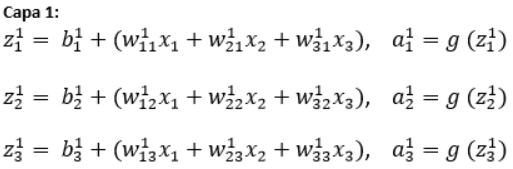 Capa 1:
z₁¹ = b₁¹ + (w₁₁¹x₁ + w₂₁¹x₂ + w₃₁¹x₃), a₁¹ = g (z₁¹)
z₂¹ = b₂¹ + (w₁₂¹x₁ + w₂₂¹x₂ + w₃₂¹x₃), a₂¹ = g (z₂¹)
z₃¹ = b₃¹ + (w₁₃¹x₁ + w₂₃¹x₂ + w₃₃¹x₃), a₃¹ = g (z₃¹)